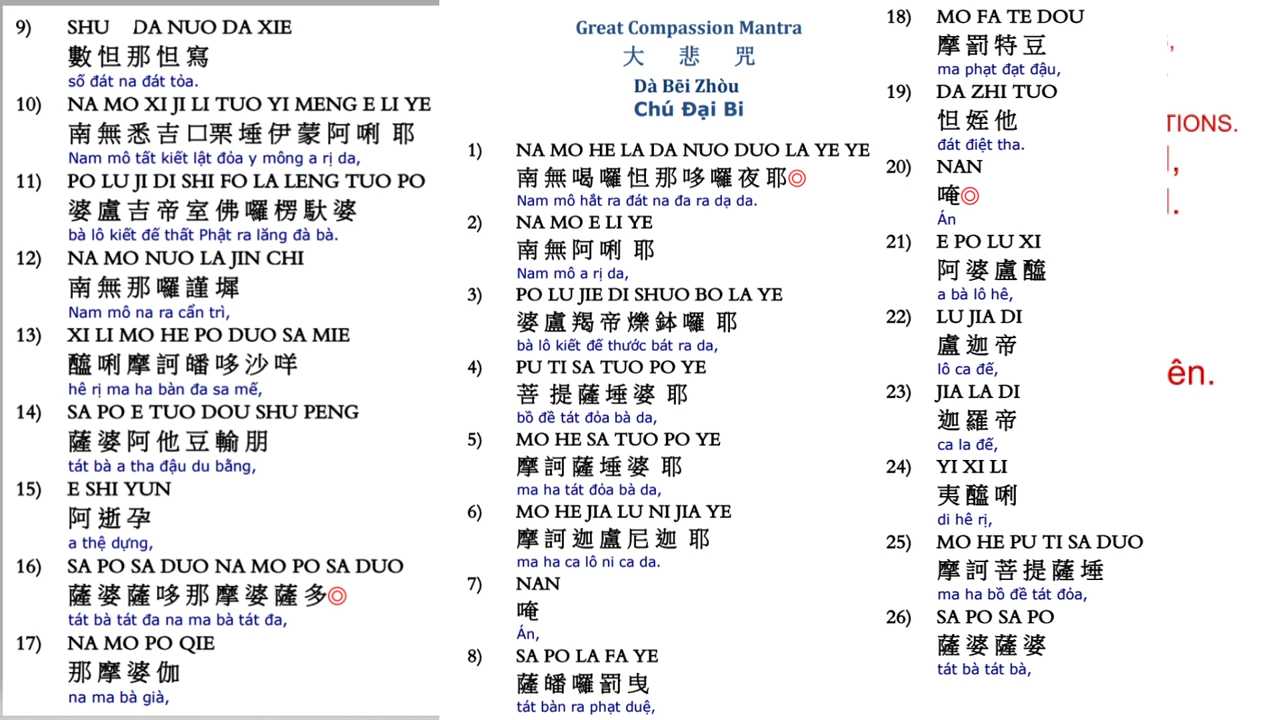 9) SHU DA NUO DA XIE
數 怛 那 怛 寫
số đát na đát tỏa.
10) NA MO XI JI LI TUO YI MENG E LI YE
南 無 悉 吉 口栗 埵 伊 蒙 阿 唎 耶
Nam mô tất kiết lật đỏa y mông a rị da,
11) PO LU JI DI SHI FO LA LENG TUO PO
婆 盧 吉 帝 室 佛 囉 楞 馱 婆
bà lô kiết đế thất Phật ra lăng đà bà.
12) NA MO NUO LA JIN CHI
南 無 那 囉 謹 墀
Nam mô na ra cẩn trì,
13) XI LI MO HE PO DUO SA MIE
醯 唎 摩 訶 皤 哆 沙 咩
hê rị ma ha bàn đa sa mế,
14) SA PO E TUO DOU SHU PENG
薩 婆 阿 他 豆 輸 朋
tát bà a tha đậu du bằng,
15) E SHI YUN
阿 逝 孕
a thệ dựng,
16) SA PO SA DUO NA MO PO SA DUO
薩 婆 薩 哆 那 摩 婆 薩 多◎
tát bà tát đa na ma bà tát đa,
17) NA MO PO QIE
那 摩 婆 伽
na ma bà già,
Great Compassion Mantra
大 悲 咒
Dà Bēi Zhòu
Chú Đại Bi
1) NA MO HE LA DA NUO DUO LA YE YE
南 無 喝 囉 怛 那 哆 囉 夜 耶◎
Nam mô hắt ra đát na đa ra dạ da.
2) NA MO E LI YE
南 無 阿 唎 耶
Nam mô a rị da,
3) PO LU JIE DI SHUO BO LA YE
婆 盧 羯 帝 爍 鉢 囉 耶
bà lô kiết đế thước bát ra da,
4) PU TI SA TUO PO YE
菩 提 薩 埵 婆 耶
bồ đề tát đỏa bà da,
5) MO HE SA TUO PO YE
摩 訶 薩 埵 婆 耶
ma ha tát đỏa bà da,
6) MO HE JIA LU NI JIA YE
摩 訶 迦 盧 尼 迦 耶
ma ha ca lô ni ca da.
7) NAN
唵
Án,
8) SA PO LA FA YE
薩 皤 囉 罰 曳
tát bàn ra phạt duệ,
18) MO FA TE DOU
摩 罰 特 豆
ma phạt đạt đậu,
19) DA ZHI TUO
怛 姪 他
đát điệt tha.
20) NAN
唵◎
Án
21) E PO LU XI
阿 婆 盧 醯
a bà lô hê,
22) LU JIA DI
盧 迦 帝
lô ca đế,
23) JIA LA DI
迦 羅 帝
ca la đế,
24) YI XI LI
夷 醯 唎
di hê rị,
25) MO HE PU TI SA DUO
摩 訶 菩 提 薩 埵
ma ha bồ đề tát đỏa,
26) SA PO SA PO
薩 婆 薩 婆
tát bà tát bà,
TIONS.
ên.